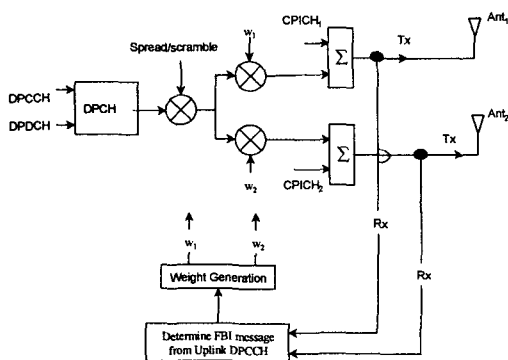 Ant1
w1
CPICH1
Tx
Spread/scramble
Σ
DPCCH
DPCH
DPDCH
Ant2
Tx
Σ
w2
CPICH2
Rx
w1
w2
Rx
Weight Generation
Determine FBI message
from Uplink DPCCH